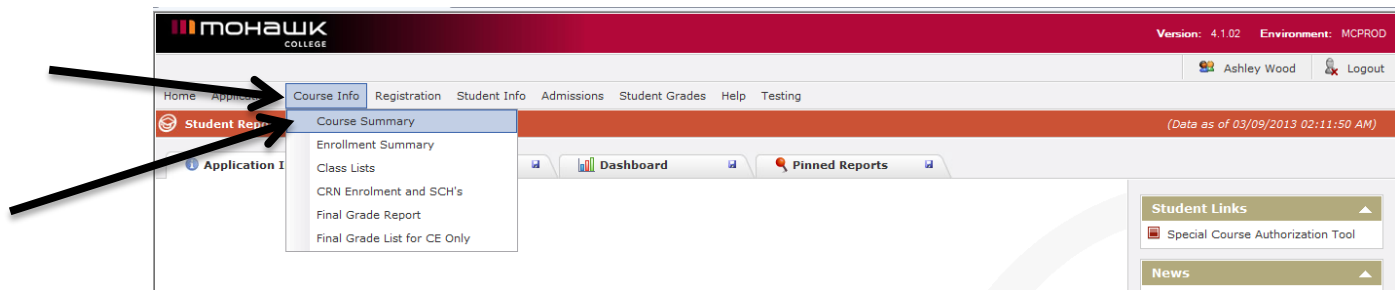 mohawk
COLLEGE
Version: 4.1.02 Environment: MCPROD
Ashley Wood Logout
Home Course Info Registration Student Info Admissions Student Grades Help Testing
Student (Data as of 03/09/2013 02:11:50 AM)
Course Summary
Enrollment Summary
Class Lists
CRN Enrolment and SCH's
Final Grade Report
Final Grade List for CE Only
Application I Dashboard Pinned Reports
Student Links
Special Course Authorization Tool
News